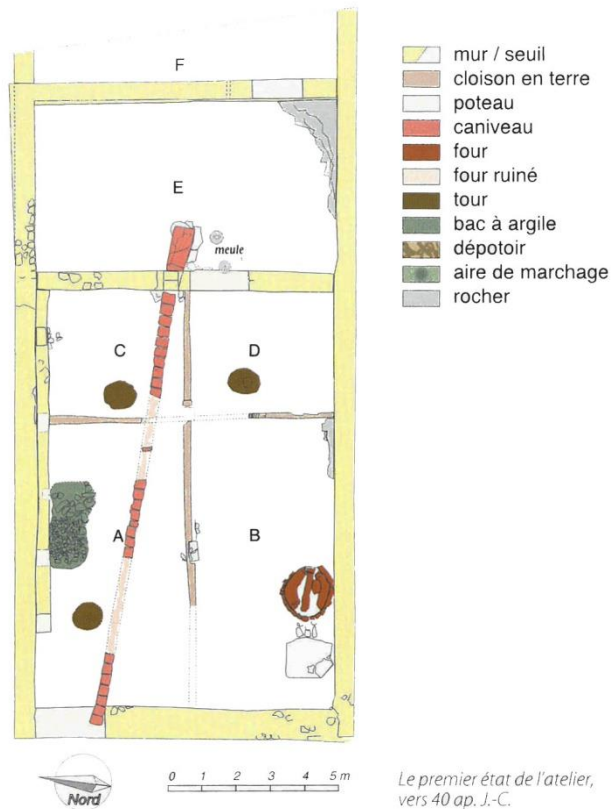 F
E
meule
C
D
A
B
mur / seuil
cloison en terre
poteau
caniveau
four
four ruiné
tour
bac à argile
dépotoir
aire de marchage
rocher
Nord
0 1 2 3 4 5 m
Le premier état de l'atelier,
vers 40 ap. J.-C.